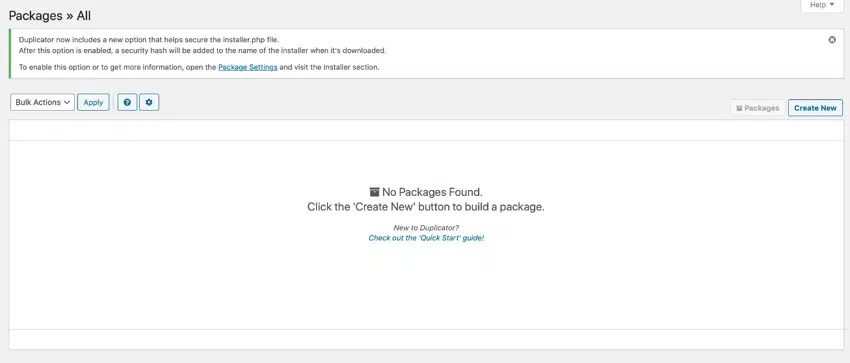 Help
Packages » All
Duplicator now includes a new option that helps secure the installer.php file.
After this option is enabled, a security hash will be added to the name of the installer when it's downloaded.
To enable this option or to get more information, open the Package Settings and visit the Installer section.
Bulk Actions Apply
Packages Create New
No Packages Found.
Click the 'Create New' button to build a package.
New to Duplicator?
Check out the 'Quick Start' guide!